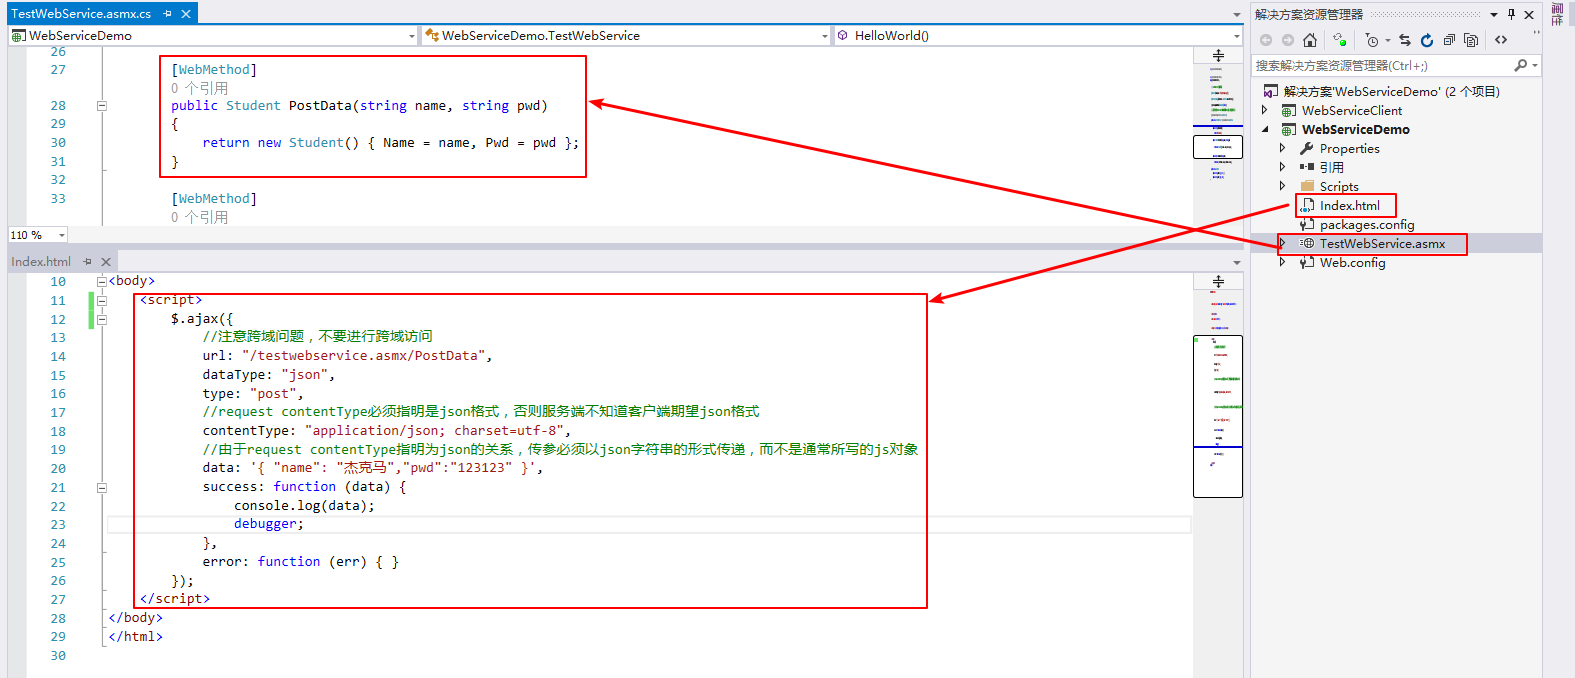 TestWebService.asmx.cs
WebServiceDemo
WebServiceDemo.TestWebService
HelloWorld()
26
27 [WebMethod]
0 个引用
28 public Student PostData(string name, string pwd)
29 {
30 return new Student() { Name = name, Pwd = pwd };
31 }
32
33 [WebMethod]
0 个引用
110 %
Index.html
10 <body>
11 <script>
12 $.ajax({
13 //注意跨域问题，不要进行跨域访问
14 url: "/testwebservice.asmx/PostData",
15 dataType: "json",
16 type: "post",
17 //request contentType必须指明是json格式，否则服务端不知道客户端期望json格式
18 contentType: "application/json; charset=utf-8",
19 //由于request contentType指明为json的关系，传参必须以json字符串的形式传递，而不是通常所写的js对象
20 data: '{ "name": "杰克马","pwd":"123123" }',
21 success: function (data) {
22 console.log(data);
23 debugger;
24 },
25 error: function (err) { }
26 });
27 </script>
28 </body>
29 </html>
30
解决方案资源管理器
搜索解决方案资源管理器(Ctrl+;)
解决方案'WebServiceDemo' (2 个项目)
WebServiceClient
WebServiceDemo
Properties
引用
Scripts
Index.html
packages.config
TestWebService.asmx
Web.config
属性